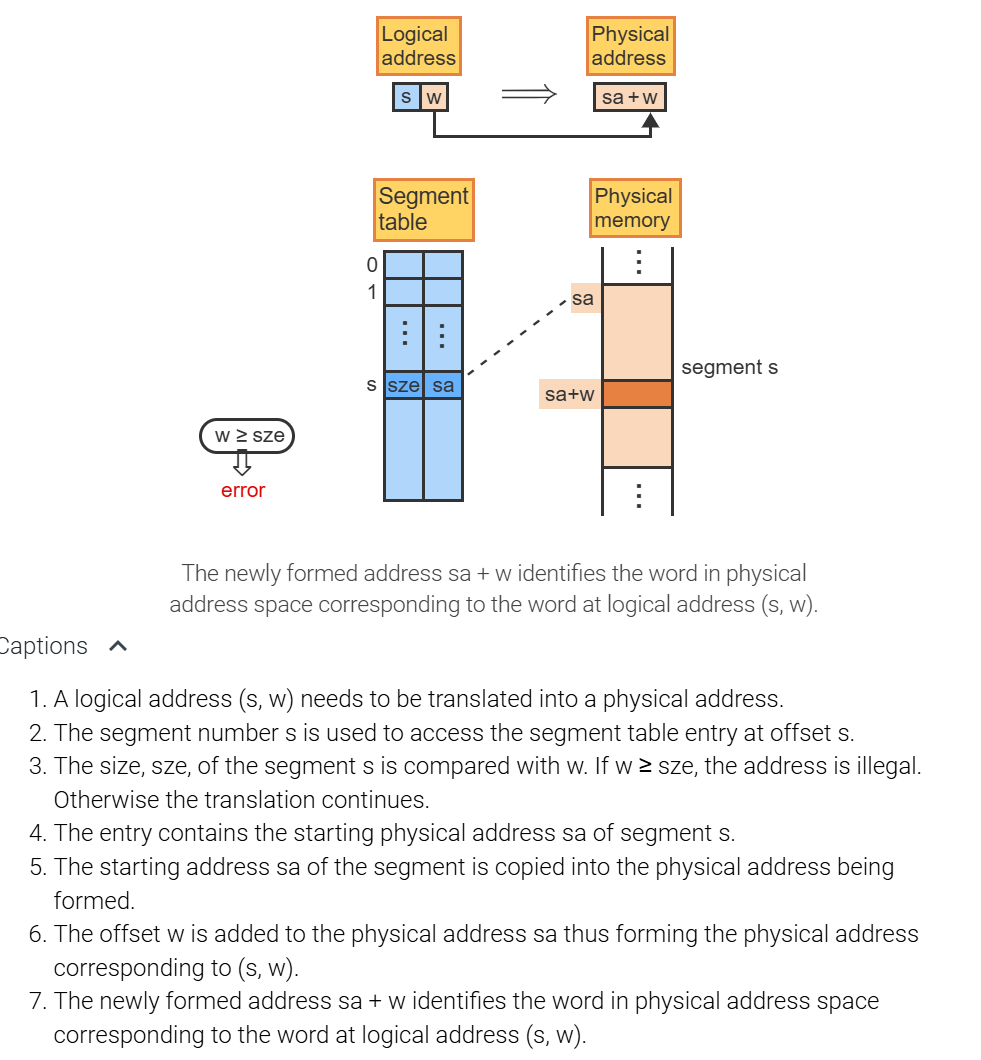 Logical
address
Physical
address
s w
sa + w
Segment
table
Physical
memory
0
1
sa
segment s
s sze sa
sa+w
w ≥ sze
error
The newly formed address sa + w identifies the word in physical
address space corresponding to the word at logical address (s, w).
Captions
1. A logical address (s, w) needs to be translated into a physical address.
2. The segment number s is used to access the segment table entry at offset s.
3. The size, sze, of the segment s is compared with w. If w ≥ sze, the address is illegal.
Otherwise the translation continues.
4. The entry contains the starting physical address sa of segment s.
5. The starting address sa of the segment is copied into the physical address being
formed.
6. The offset w is added to the physical address sa thus forming the physical address
corresponding to (s, w).
7. The newly formed address sa + w identifies the word in physical address space
corresponding to the word at logical address (s, w).